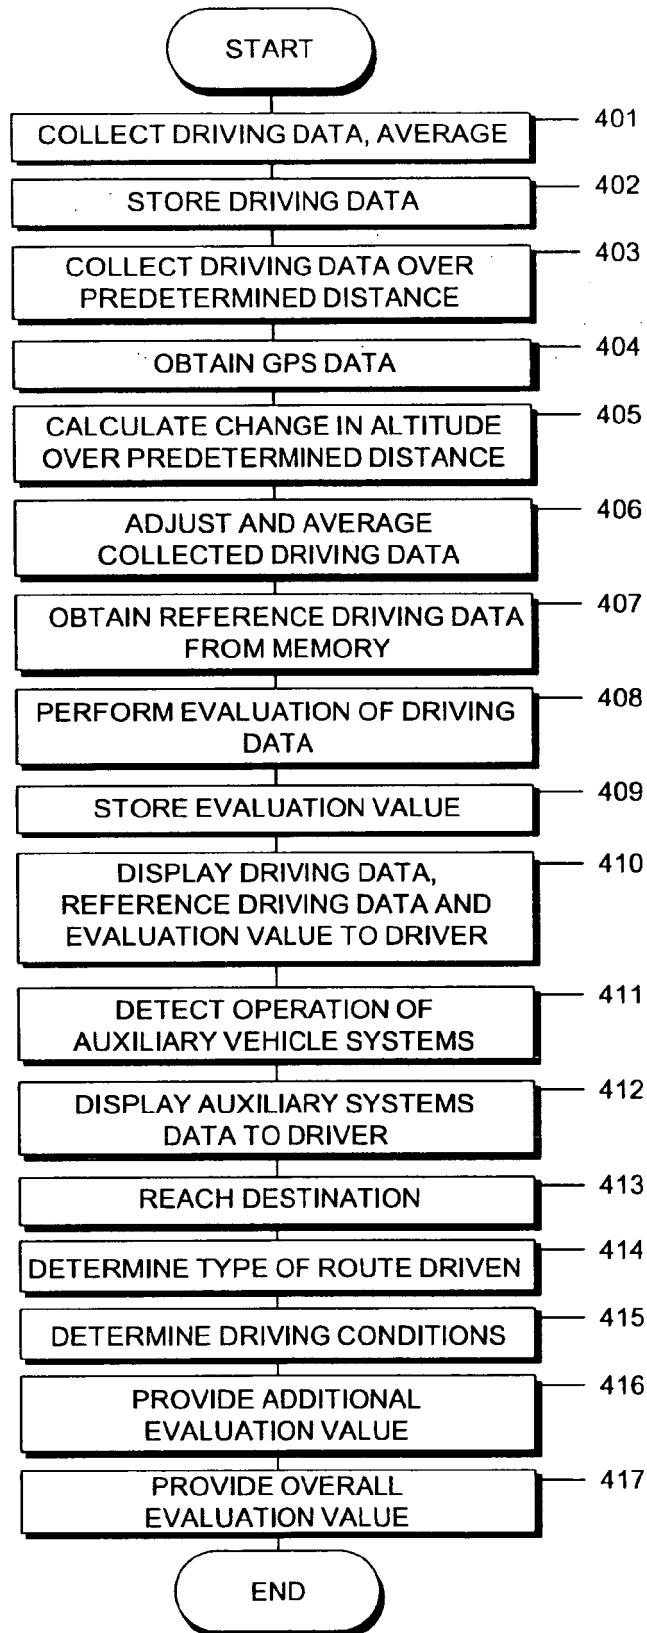 START
COLLECT DRIVING DATA, AVERAGE
401
STORE DRIVING DATA
402
COLLECT DRIVING DATA OVER
PREDETERMINED DISTANCE
403
OBTAIN GPS DATA
404
CALCULATE CHANGE IN ALTITUDE
OVER PREDETERMINED DISTANCE
405
ADJUST AND AVERAGE
COLLECTED DRIVING DATA
406
OBTAIN REFERENCE DRIVING DATA
FROM MEMORY
407
PERFORM EVALUATION OF DRIVING
DATA
408
STORE EVALUATION VALUE
409
DISPLAY DRIVING DATA,
REFERENCE DRIVING DATA AND
EVALUATION VALUE TO DRIVER
410
DETECT OPERATION OF
AUXILIARY VEHICLE SYSTEMS
411
DISPLAY AUXILIARY SYSTEMS
DATA TO DRIVER
412
REACH DESTINATION
413
DETERMINE TYPE OF ROUTE DRIVEN
414
DETERMINE DRIVING CONDITIONS
415
PROVIDE ADDITIONAL
EVALUATION VALUE
416
PROVIDE OVERALL
EVALUATION VALUE
417
END